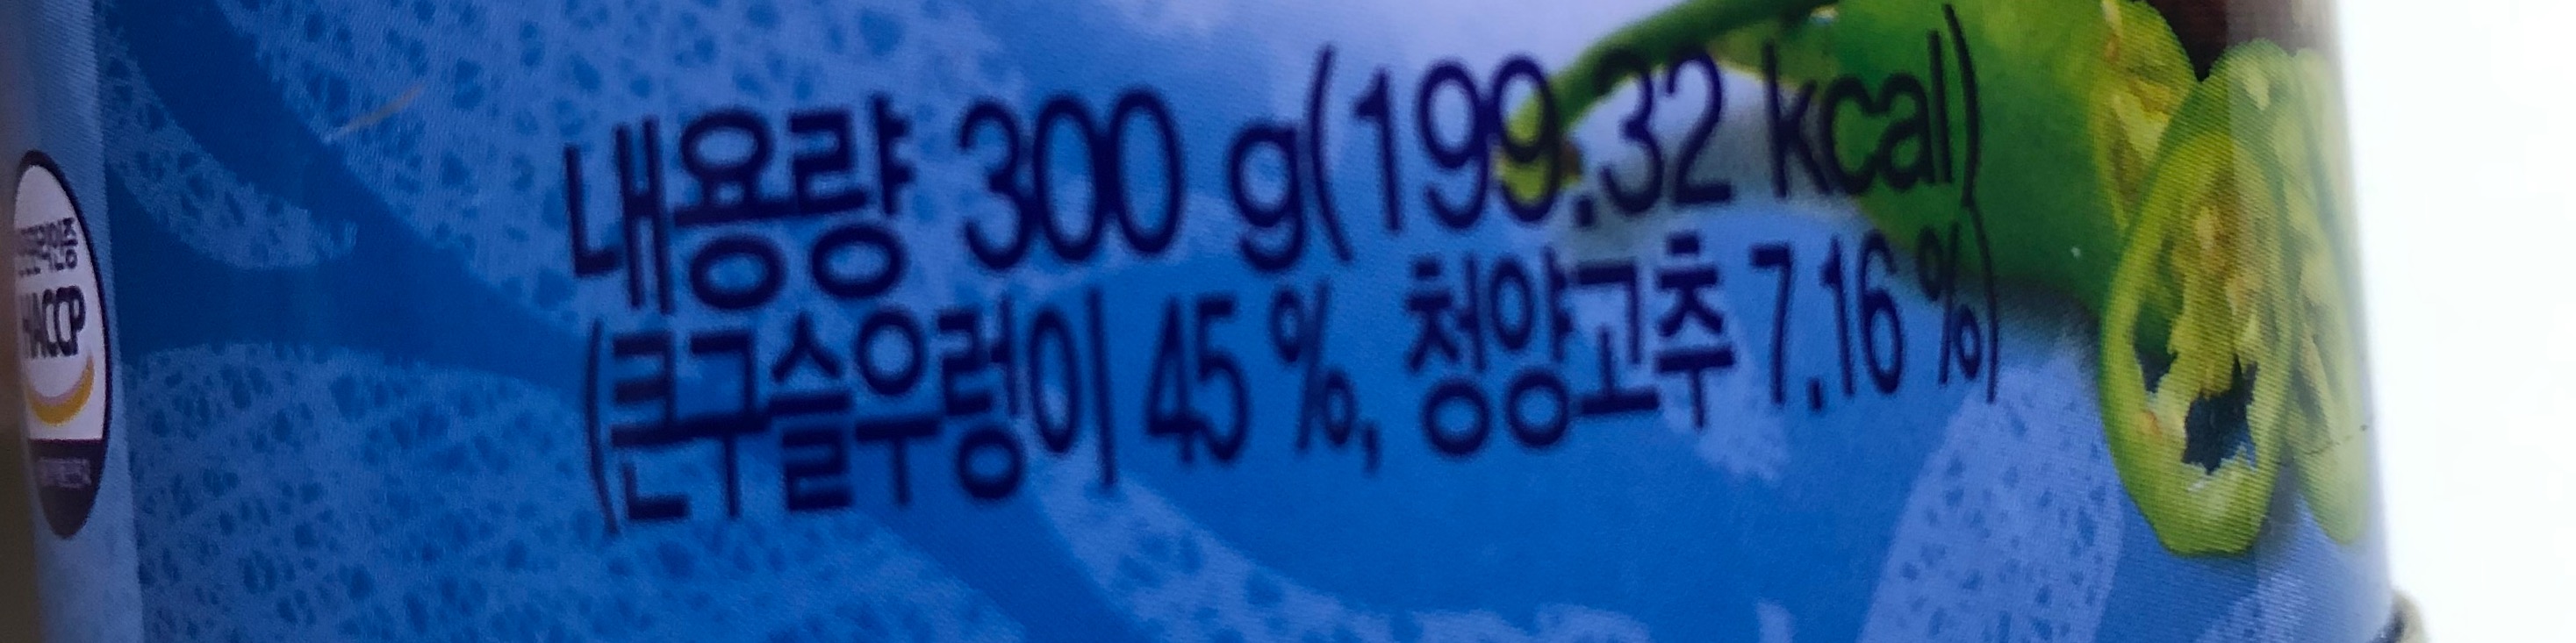 내용량 300 g(199.32 kcal)
(큰구슬우렁이 45 %, 청양고추 7.16 %)
HACCP